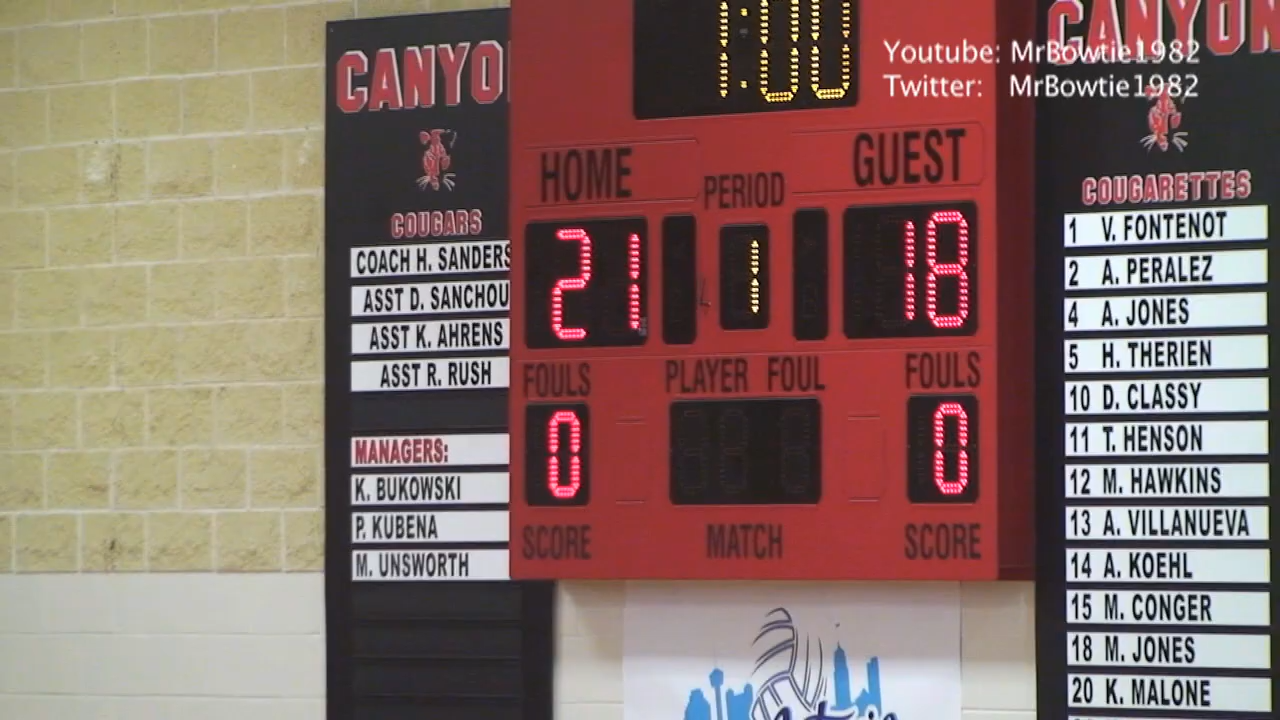 Youtube: MrBowtie1982
Twitter: MrBowtie1982
CANYO
COUGARS
COACH H. SANDERS
ASST D. SANCHOU
ASST K. AHRENS
ASST R. RUSH
MANAGERS:
K. BUKOWSKI
P. KUBENA
M. UNSWORTH
1:00
HOME PERIOD GUEST
21 1 18
FOULS PLAYER FOUL FOULS
0 0
SCORE MATCH SCORE
CANYON
COUGARETTES
1 V. FONTENOT
2 A. PERALEZ
4 A. JONES
5 H. THERIEN
10 D. CLASSY
11 T. HENSON
12 M. HAWKINS
13 A. VILLANUEVA
14 A. KOEHL
15 M. CONGER
18 M. JONES
20 K. MALONE